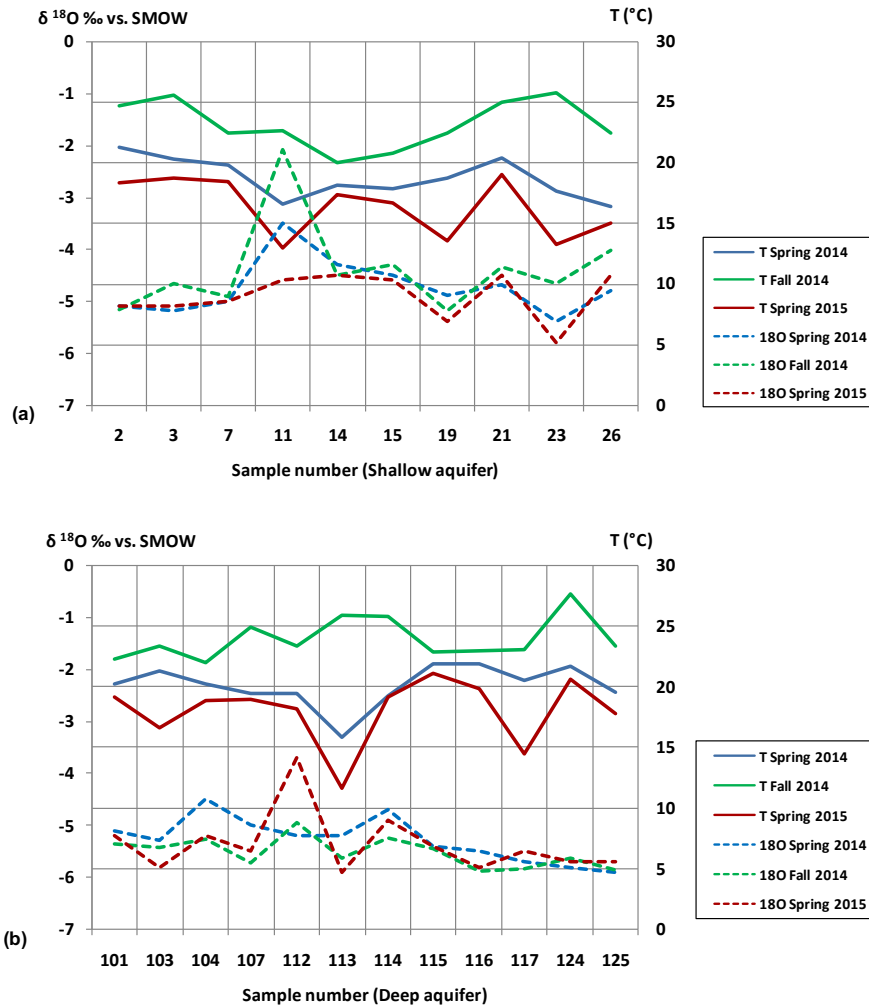 δ ¹⁸O ‰ vs. SMOW T (°C)
0 30
-1 25
-2 20
-3 15
-4 10
-5 5
-6 0
-7
T Spring 2014
T Fall 2014
T Spring 2015
18O Spring 2014
18O Fall 2014
18O Spring 2015
(a)
2 3 7 11 14 15 19 21 23 26
Sample number (Shallow aquifer)
δ ¹⁸O ‰ vs. SMOW T (°C)
0 30
-1 25
-2 20
-3 15
-4 10
-5 5
-6 0
-7
T Spring 2014
T Fall 2014
T Spring 2015
18O Spring 2014
18O Fall 2014
18O Spring 2015
(b)
101 103 104 107 112 113 114 115 116 117 124 125
Sample number (Deep aquifer)